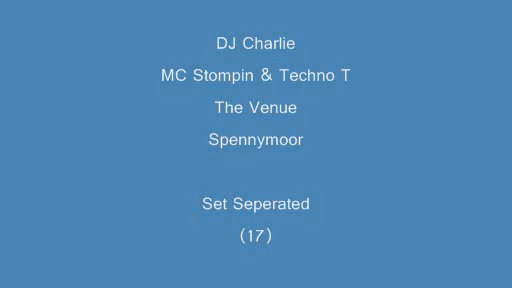 DJ Charlie
MC Stompin & Techno T
The Venue
Spennymoor
Set Seperated
(17)